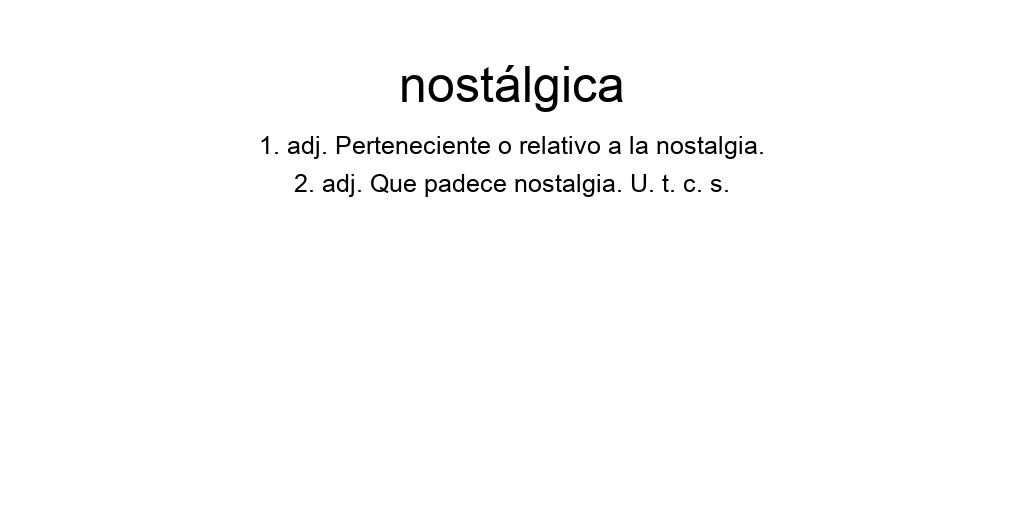 nostálgica
1. adj. Perteneciente o relativo a la nostalgia.
2. adj. Que padece nostalgia. U. t. c. s.